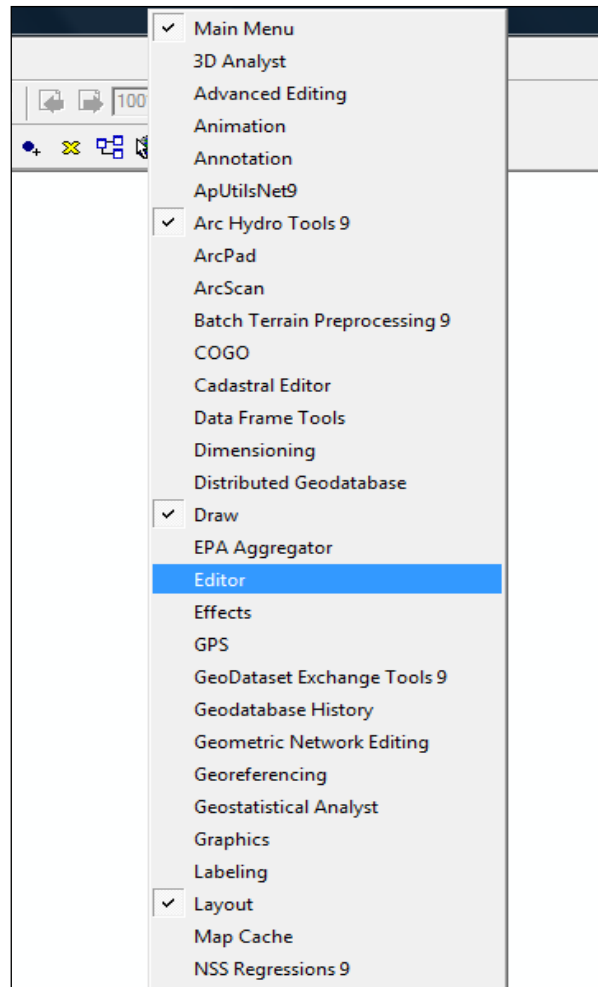 Main Menu
3D Analyst
Advanced Editing
Animation
100
Annotation
ApUtilsNet9
Arc Hydro Tools 9
ArcPad
ArcScan
Batch Terrain Preprocessing 9
COGO
Cadastral Editor
Data Frame Tools
Dimensioning
Distributed Geodatabase
Draw
EPA Aggregator
Editor
Effects
GPS
GeoDataset Exchange Tools 9
Geodatabase History
Geometric Network Editing
Georeferencing
Geostatistical Analyst
Graphics
Labeling
Layout
Map Cache
NSS Regressions 9